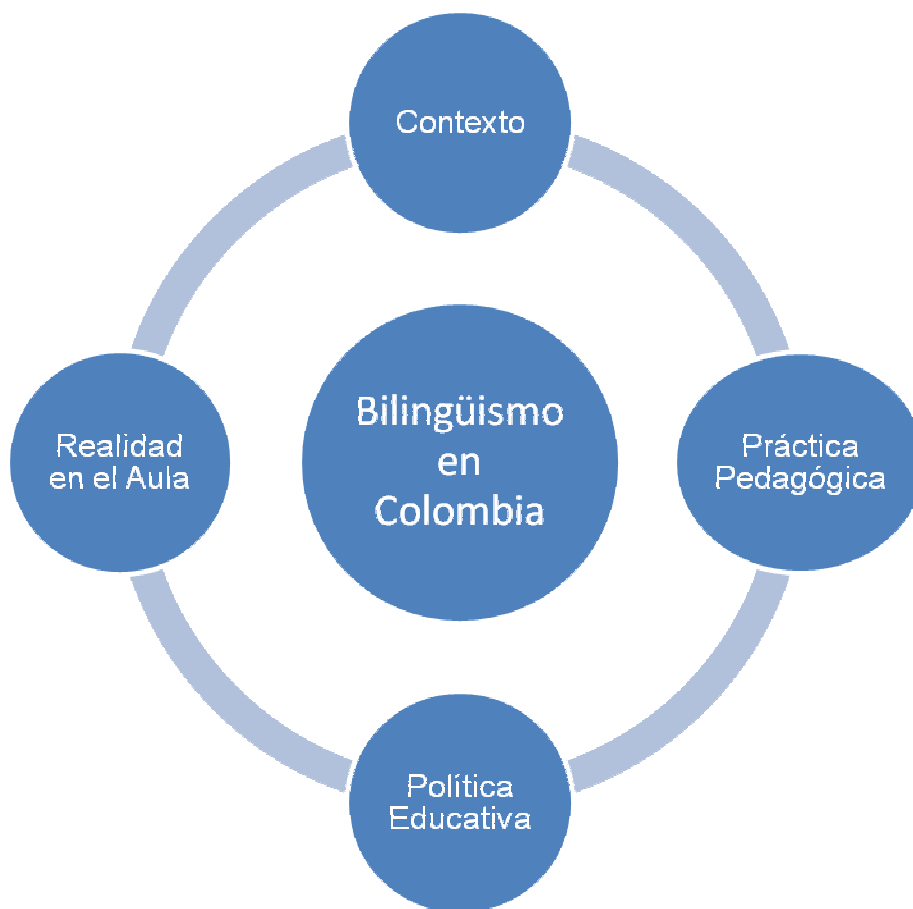 Contexto
Bilingüismo
en
Colombia
Realidad
en el Aula
Práctica
Pedagógica
Política
Educativa